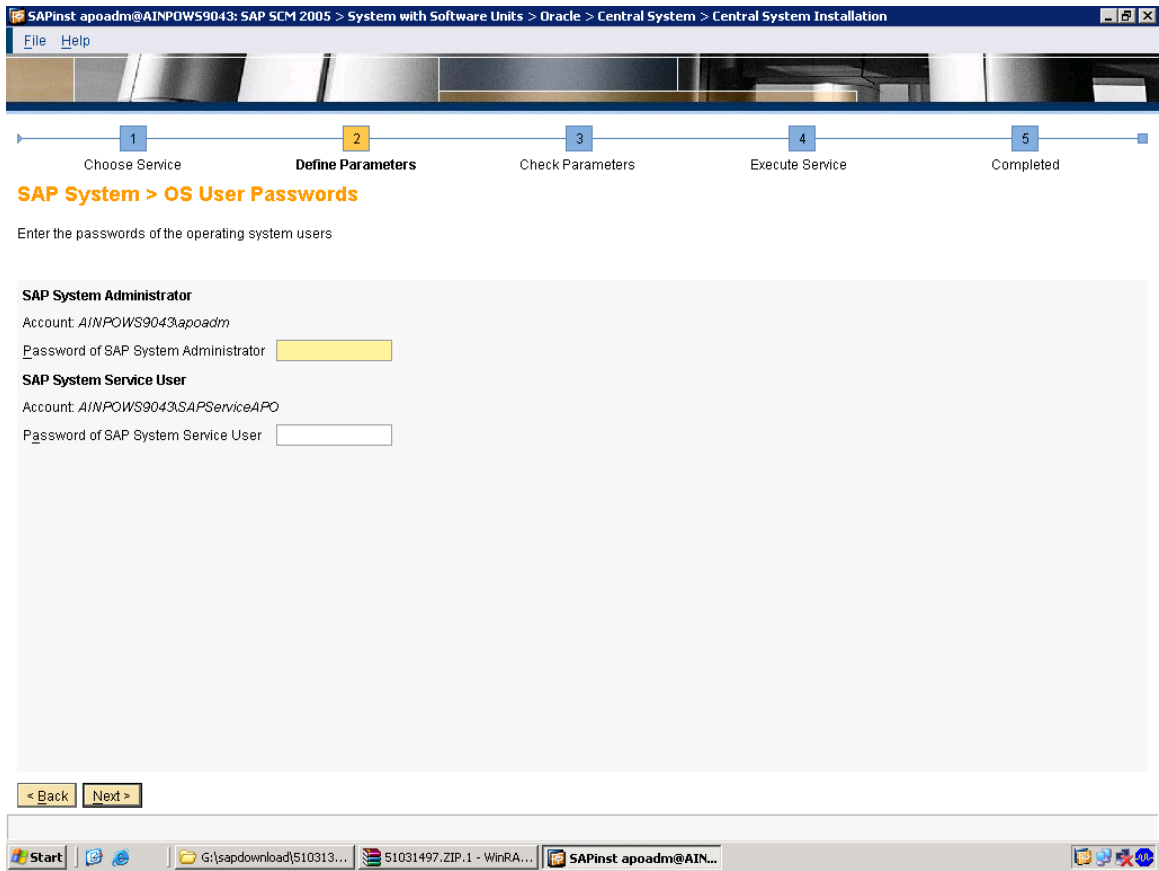 SAPinst apoadm@AINPOWS9043: SAP SCM 2005 > System with Software Units > Oracle > Central System > Central System Installation
File Help
1 2 3 4 5
Choose Service Define Parameters Check Parameters Execute Service Completed
SAP System > OS User Passwords
Enter the passwords of the operating system users
SAP System Administrator
Account: AINPOWS9043\apoadm
Password of SAP System Administrator
SAP System Service User
Account: AINPOWS9043\SAPServiceAPO
Password of SAP System Service User
< Back Next >
Start G:\sapdownload\510313... 51031497.ZIP.1 - WinRA... SAPinst apoadm@AIN...